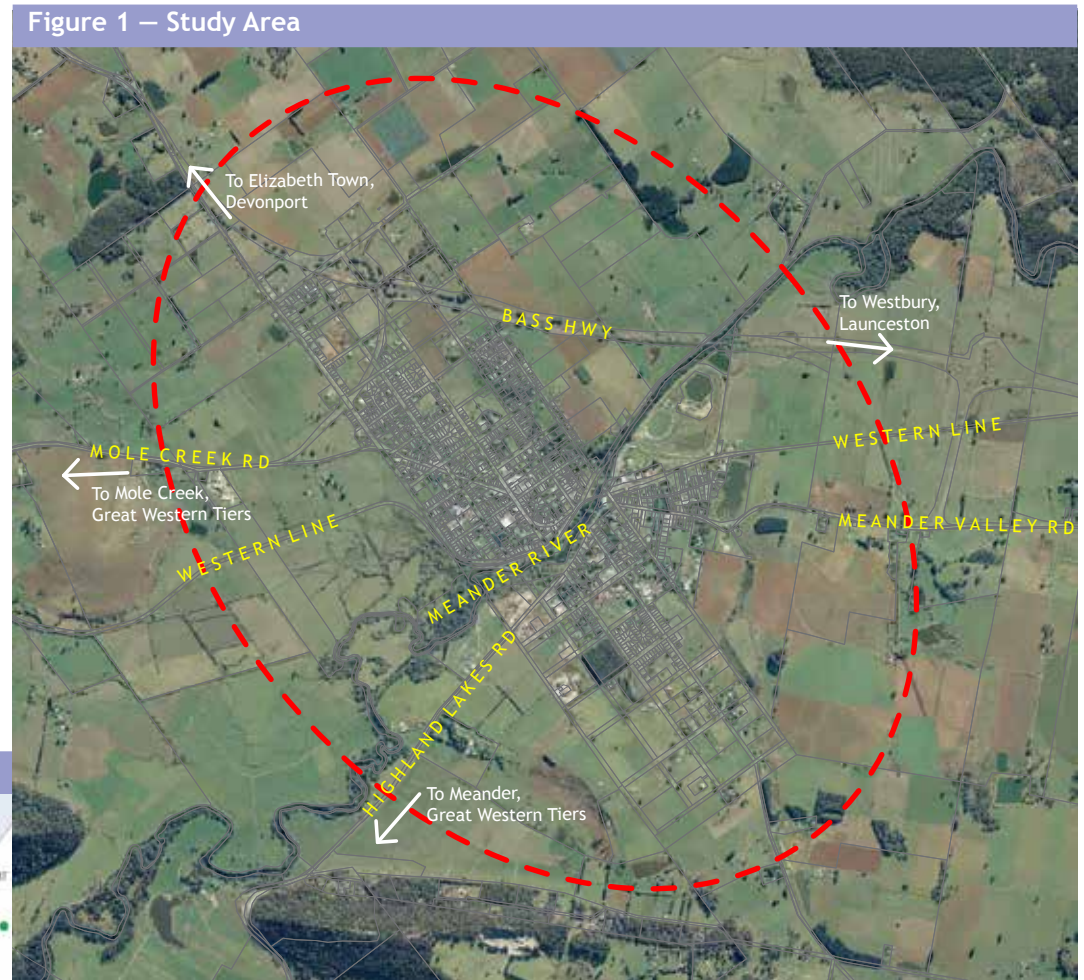 Figure 1 — Study Area
To Elizabeth Town,
Devonport
BASS HWY
To Westbury,
Launceston
WESTERN LINE
MOLE CREEK RD
To Mole Creek,
Great Western Tiers
WESTERN LINE
MEANDER VALLEY RD
MEANDER RIVER
HIGHLAND LAKES RD
To Meander,
Great Western Tiers